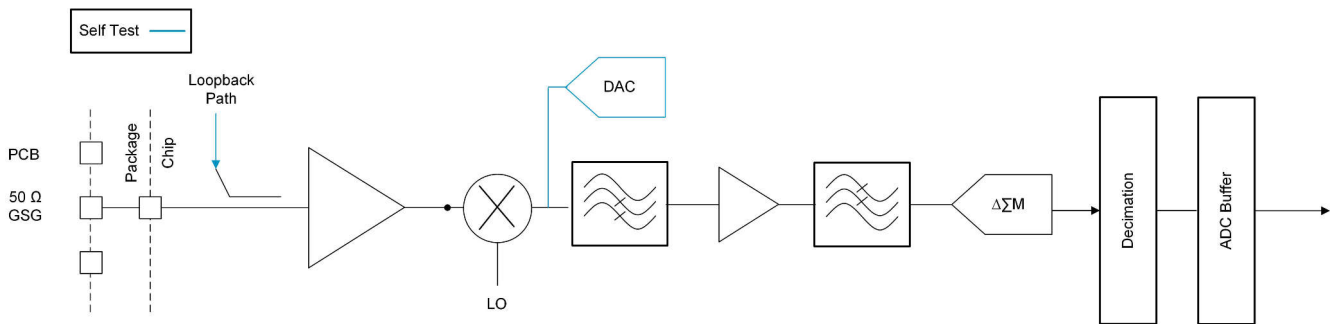 Self Test
Loopback
Path
DAC
PCB
Package
Chip
50 Ω
GSG
LO
ΔΣM
Decimation
ADC Buffer